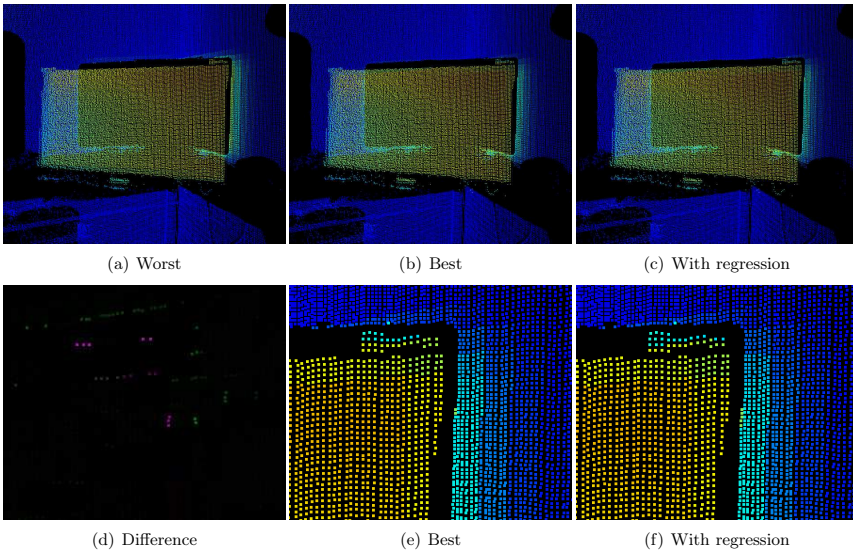 (a) Worst
(b) Best
(c) With regression
(d) Difference
(e) Best
(f) With regression